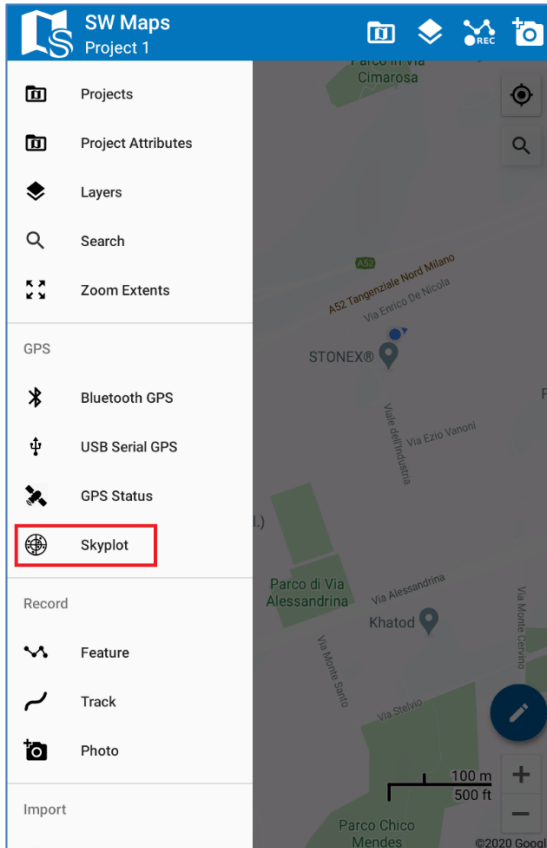 SW Maps
Project 1
REC
Projects
Project Attributes
Layers
Search
Zoom Extents
GPS
Bluetooth GPS
USB Serial GPS
GPS Status
Skyplot
Record
Feature
Track
Photo
Import
Parco in Via
Cimarosa
A52
A52 Tangenziale Nord Milano
Via Enrico De Nicola
STONEX®
Via Ezio Vanoni
Viale dell'Industria
F
l.)
Parco di Via
Alessandrina
Via Alessandrina
Khatod
Via Monte Cervino
Via Monte Santo
Via Stelvio
100 m
500 ft
Parco Chico
Mendes
©2020 Googl